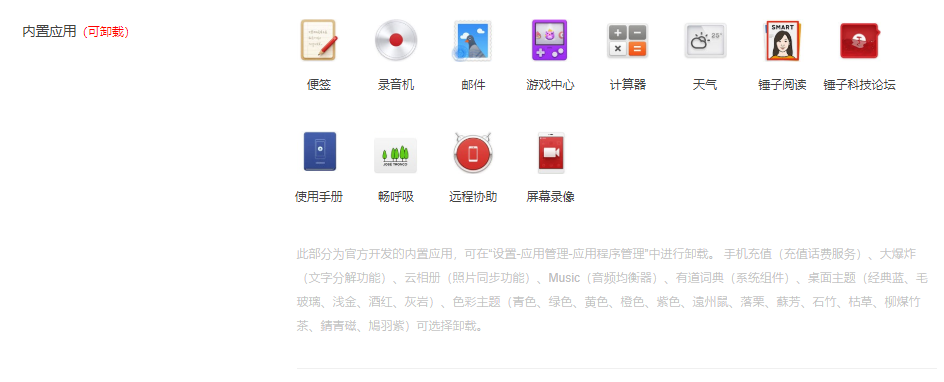 内置应用（可卸载）
SMART
25°
便签 录音机 邮件 游戏中心 计算器 天气 锤子阅读 锤子科技论坛
JOSE TRONCO
使用手册 畅呼吸 远程协助 屏幕录像
此部分为官方开发的内置应用，可在“设置-应用管理-应用程序管理”中进行卸载。 手机充值（充值话费服务）、大爆炸
（文字分解功能）、云相册（照片同步功能）、Music（音频均衡器）、有道词典（系统组件）、桌面主题（经典蓝、毛
玻璃、浅金、酒红、灰岩）、色彩主题（青色、绿色、黄色、橙色、紫色、遠州鼠、落栗、蘇芳、石竹、枯草、柳煤竹
茶、錆青磁、鳩羽紫）可选择卸载。